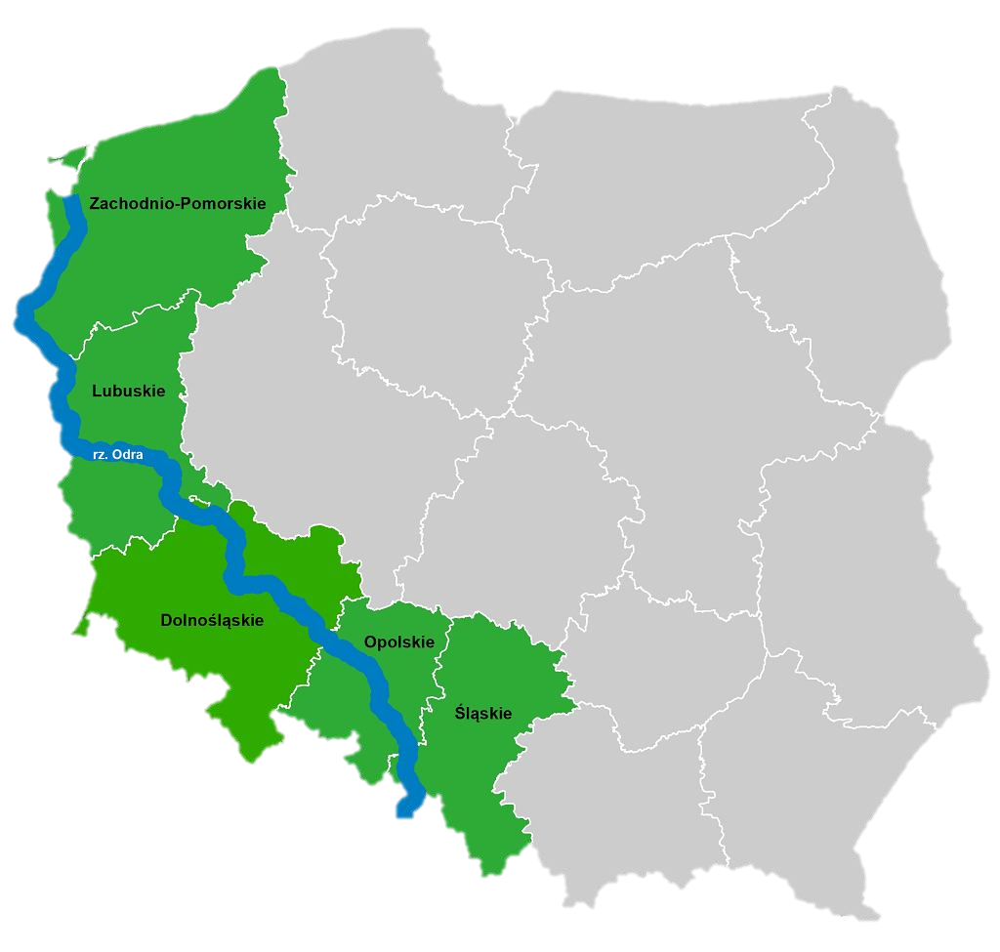 Zachodnio-Pomorskie
Lubuskie
rz. Odra
Dolnośląskie
Opolskie
Śląskie